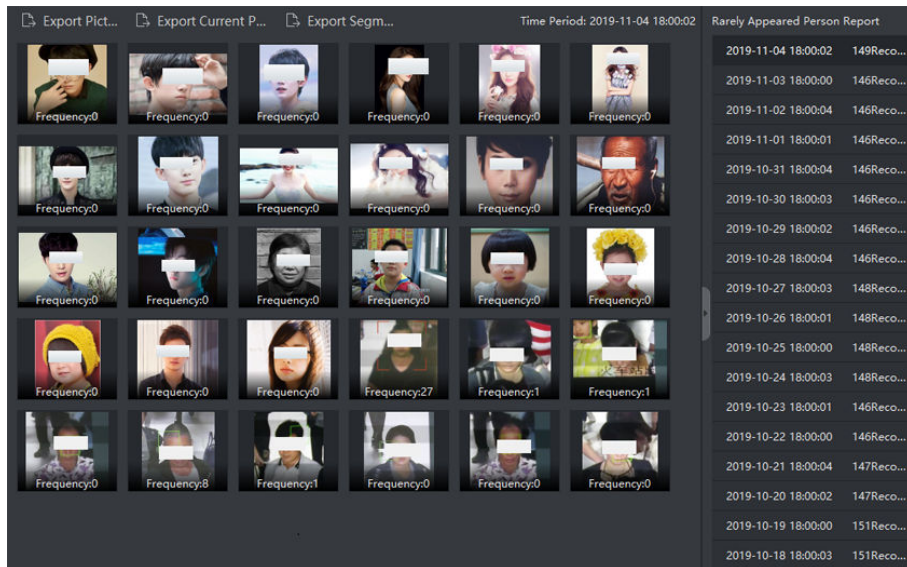 Export Pict... Export Current P... Export Segm... Time Period: 2019-11-04 18:00:02
Frequency:0 Frequency:0 Frequency:0 Frequency:0 Frequency:0 Frequency:0
Frequency:0 Frequency:0 Frequency:0 Frequency:0 Frequency:0 Frequency:0
Frequency:0 Frequency:0 Frequency:0 Frequency:0 Frequency:0 Frequency:0
Frequency:0 Frequency:0 Frequency:0 Frequency:27 Frequency:1 Frequency:1
Frequency:0 Frequency:8 Frequency:1 Frequency:0 Frequency:0 Frequency:0
Rarely Appeared Person Report
2019-11-04 18:00:02 149Reco...
2019-11-03 18:00:00 146Reco...
2019-11-02 18:00:04 146Reco...
2019-11-01 18:00:01 146Reco...
2019-10-31 18:00:04 146Reco...
2019-10-30 18:00:03 146Reco...
2019-10-29 18:00:02 146Reco...
2019-10-28 18:00:04 146Reco...
2019-10-27 18:00:03 148Reco...
2019-10-26 18:00:01 148Reco...
2019-10-25 18:00:00 148Reco...
2019-10-24 18:00:03 148Reco...
2019-10-23 18:00:01 146Reco...
2019-10-22 18:00:00 146Reco...
2019-10-21 18:00:04 147Reco...
2019-10-20 18:00:02 147Reco...
2019-10-19 18:00:00 151Reco...
2019-10-18 18:00:03 151Reco...